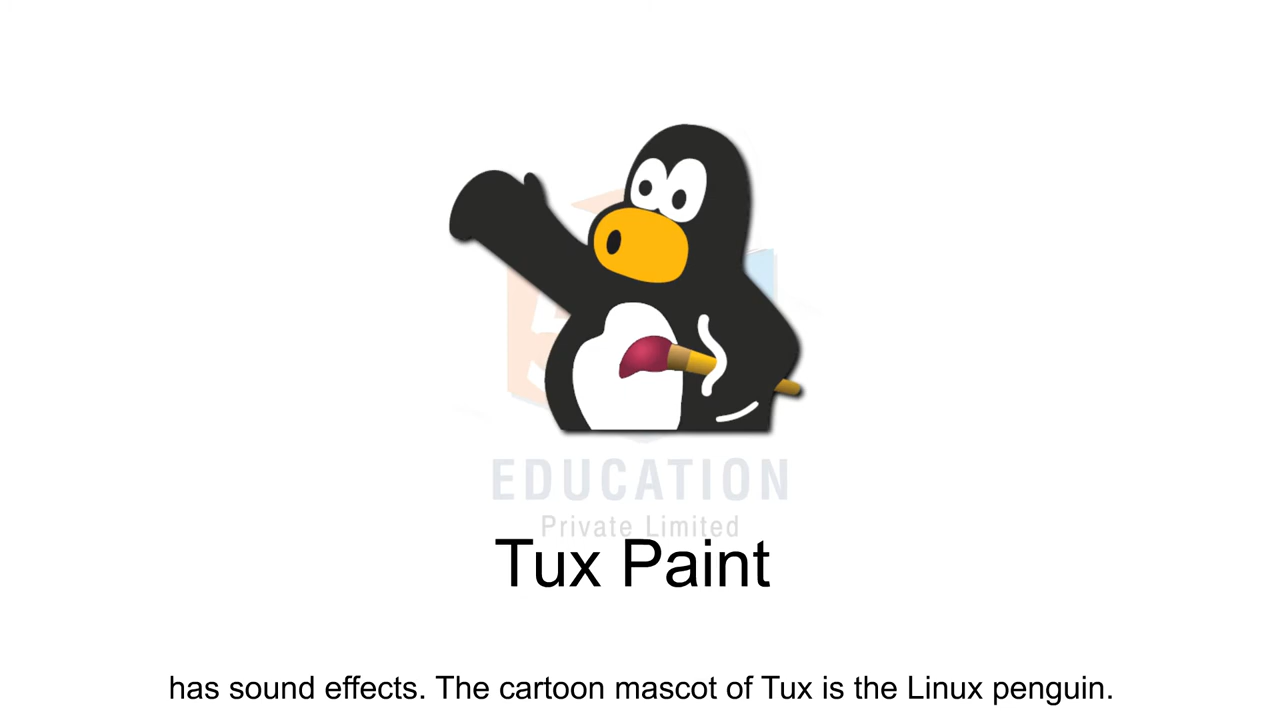 EDUCATION
Private Limited
Tux Paint
has sound effects. The cartoon mascot of Tux is the Linux penguin.